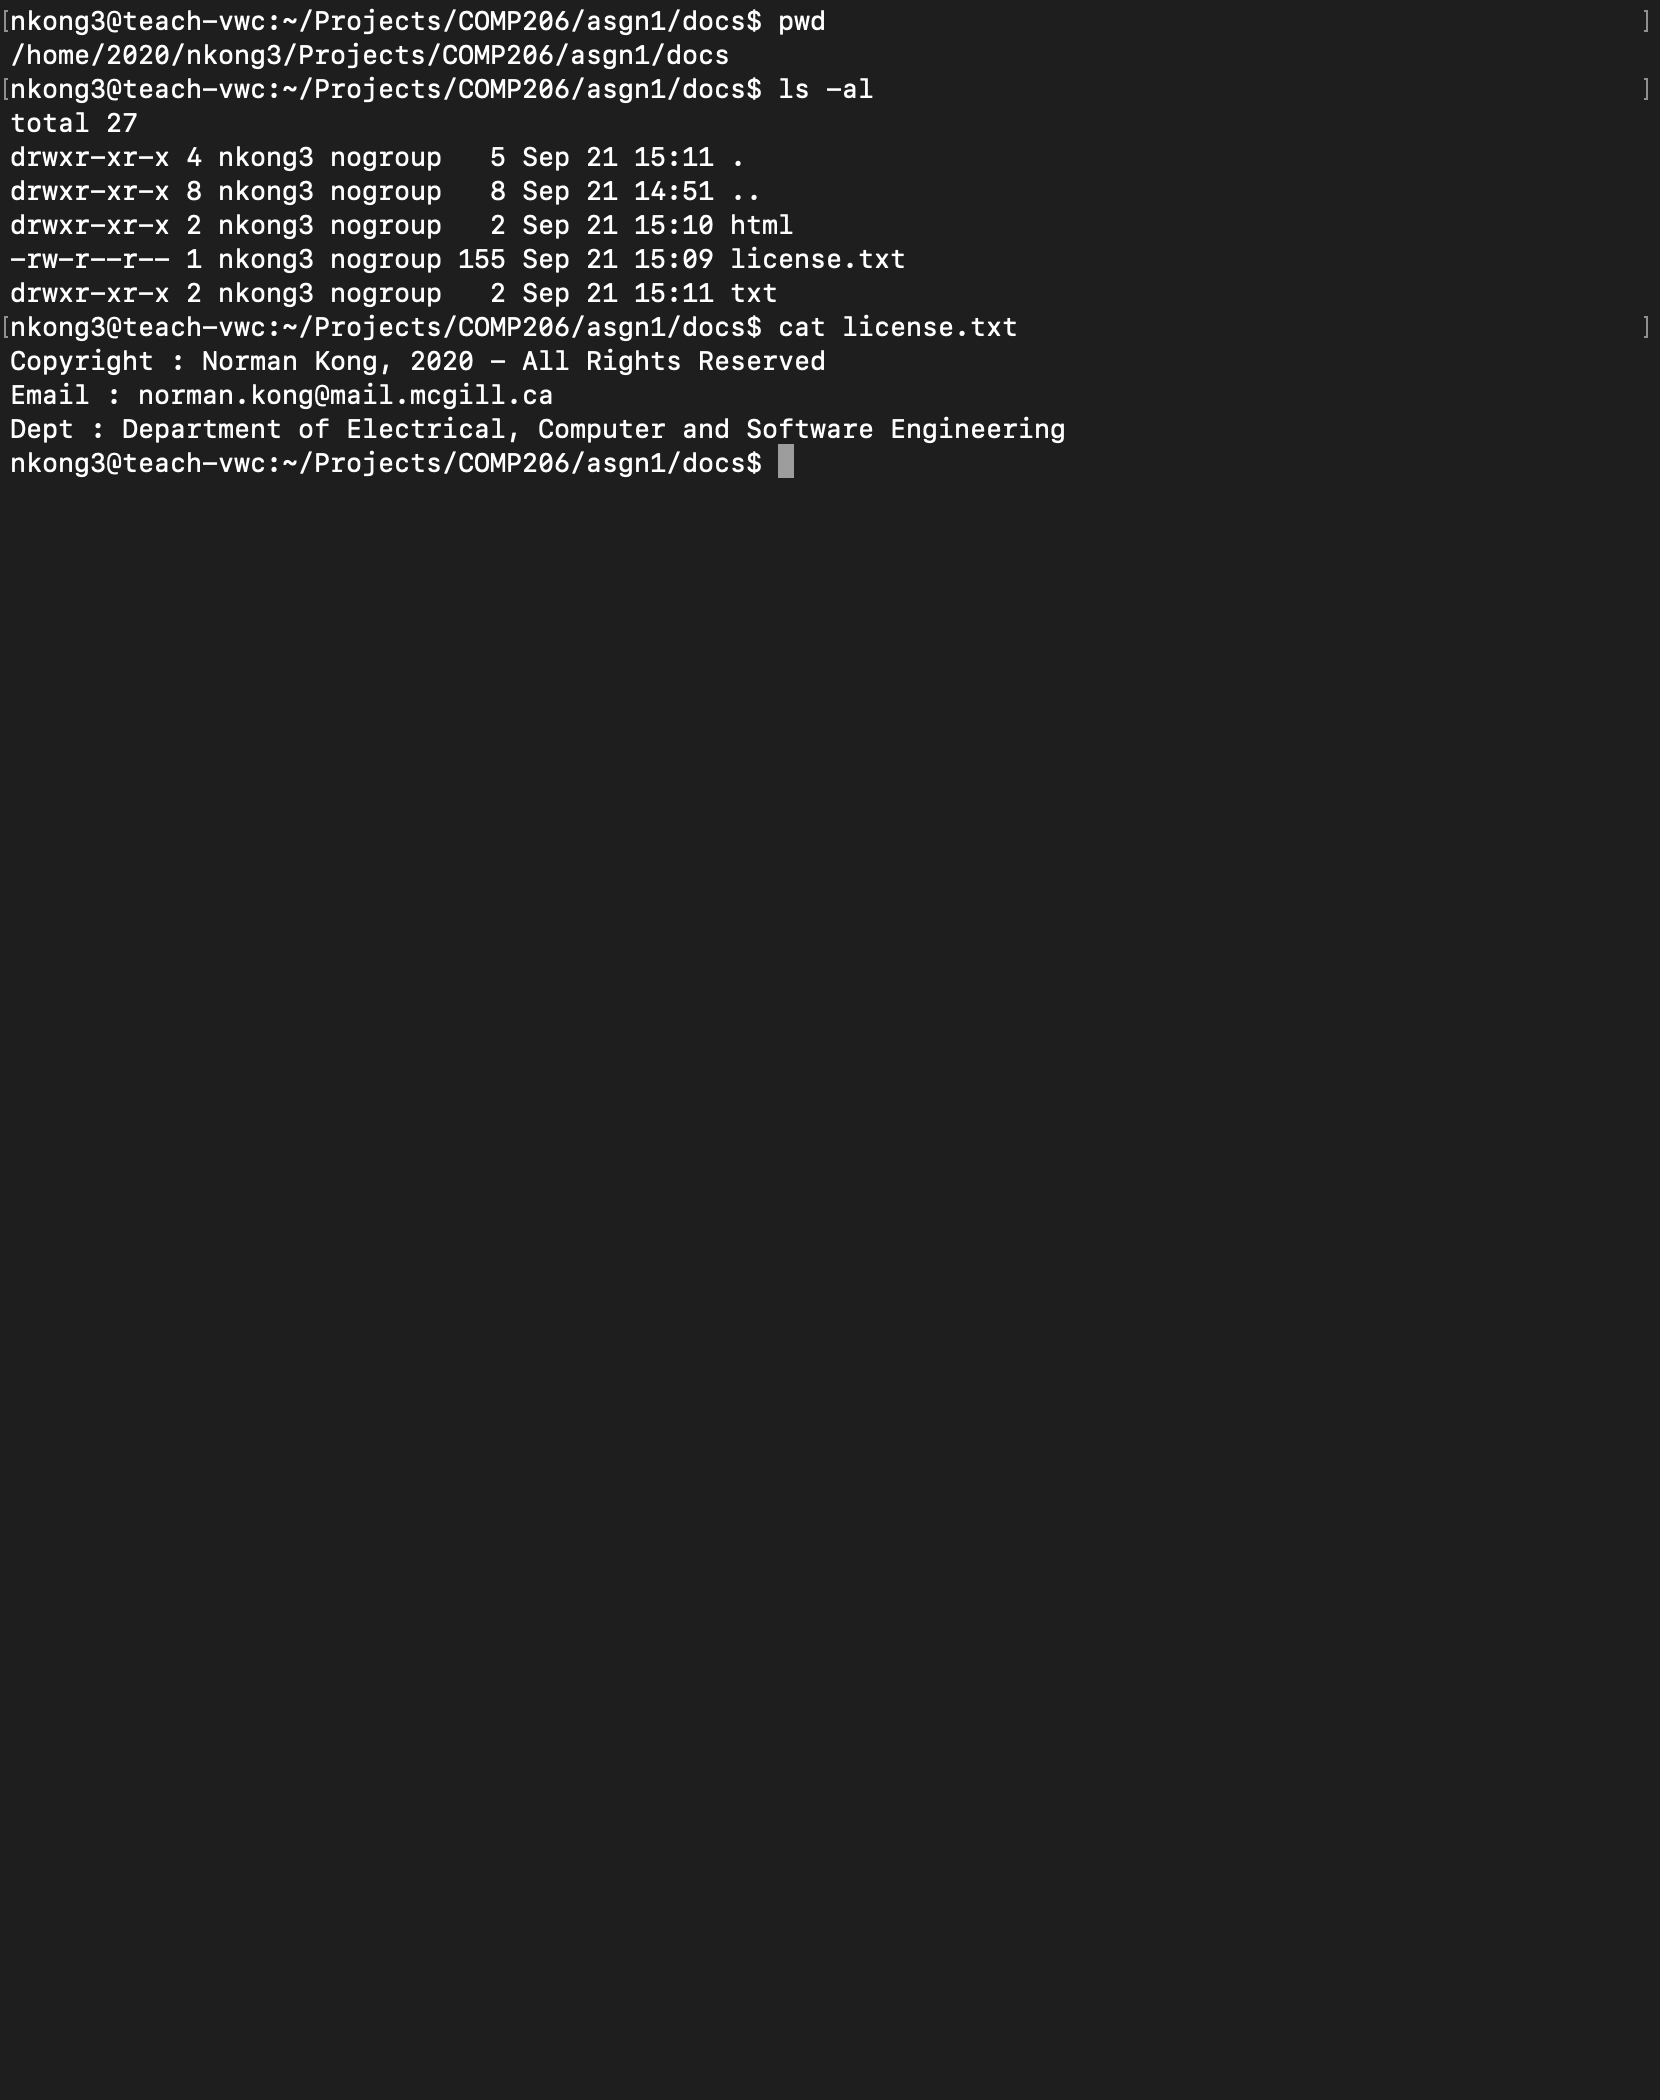 [nkong3@teach-vwc:~/Projects/COMP206/asgn1/docs$ pwd ]
/home/2020/nkong3/Projects/COMP206/asgn1/docs
[nkong3@teach-vwc:~/Projects/COMP206/asgn1/docs$ ls -al ]
total 27
drwxr-xr-x 4 nkong3 nogroup   5 Sep 21 15:11 .
drwxr-xr-x 8 nkong3 nogroup   8 Sep 21 14:51 ..
drwxr-xr-x 2 nkong3 nogroup   2 Sep 21 15:10 html
-rw-r--r-- 1 nkong3 nogroup 155 Sep 21 15:09 license.txt
drwxr-xr-x 2 nkong3 nogroup   2 Sep 21 15:11 txt
[nkong3@teach-vwc:~/Projects/COMP206/asgn1/docs$ cat license.txt ]
Copyright : Norman Kong, 2020 - All Rights Reserved
Email : norman.kong@mail.mcgill.ca
Dept : Department of Electrical, Computer and Software Engineering
nkong3@teach-vwc:~/Projects/COMP206/asgn1/docs$